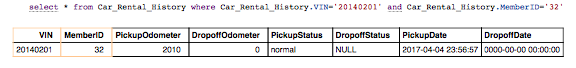 select * from Car_Rental_History where Car_Rental_History.VIN='20140201' and Car_Rental_History.MemberID='32'
VIN MemberID PickupOdometer DropoffOdometer PickupStatus DropoffStatus PickupDate DropoffDate
20140201 32 2010 0 normal NULL 2017-04-04 23:56:57 0000-00-00 00:00:00